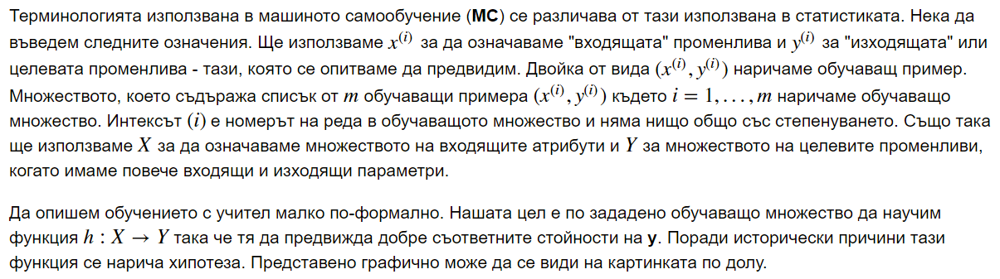 Терминологията използвана в машиното самообучение (МС) се различава от тази използвана в статистиката. Нека да
въведем следните означения. Ще използваме x^(i) за да означаваме "входящата" променлива и y^(i) за "изходящата" или
целевата променлива - тази, която се опитваме да предвидим. Двойка от вида (x^(i), y^(i)) наричаме обучаващ пример.
Множеството, което съдържа списък от m обучаващи примера (x^(i), y^(i)) където i = 1, . . . , m наричаме обучаващо
множество. Интексът (i) е номерът на реда в обучаващото множество и няма нищо общо със степенуването. Също така
ще използваме X за да означаваме множеството на входящите атрибути и Y за множеството на целевите променливи,
когато имаме повече входящи и изходящи параметри.
Да опишем обучението с учител малко по-формално. Нашата цел е по зададено обучаващо множество да научим
функция h : X → Y така че тя да предвижда добре съответните стойности на y. Поради исторически причини тази
функция се нарича хипотеза. Представено графично може да се види на картинката по долу.